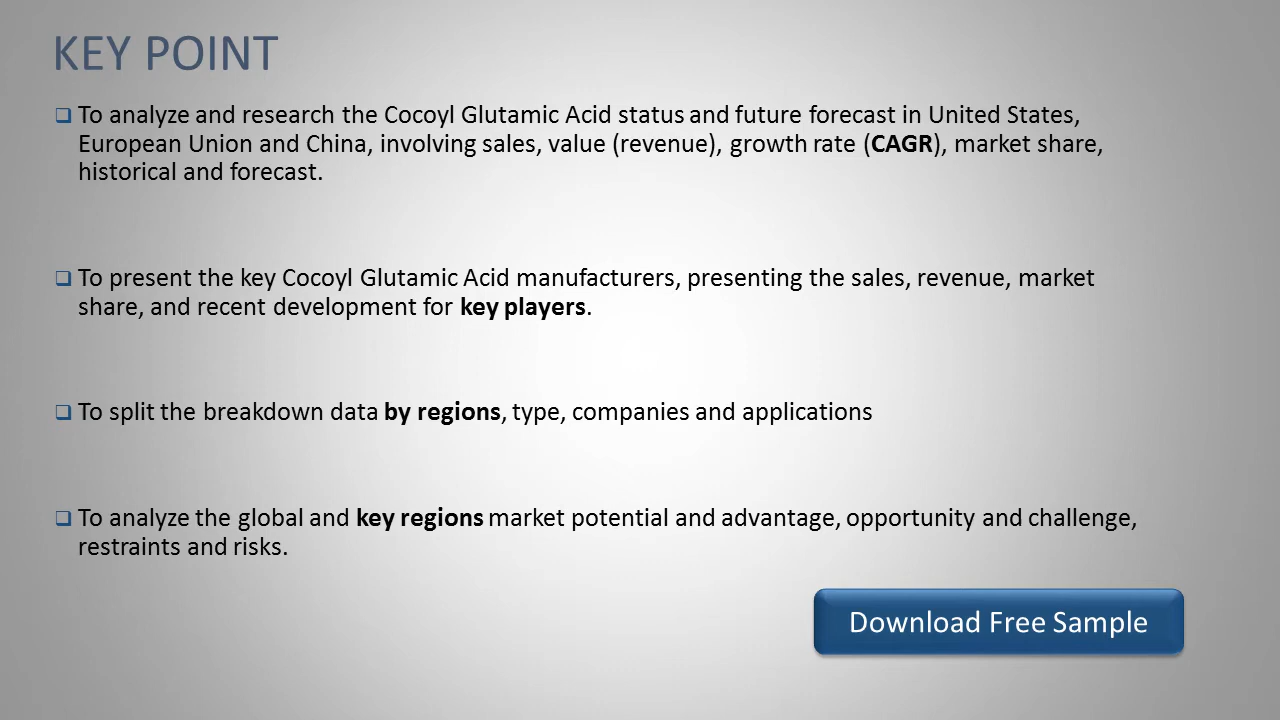 KEY POINT
To analyze and research the Cocoyl Glutamic Acid status and future forecast in United States,
European Union and China, involving sales, value (revenue), growth rate (CAGR), market share,
historical and forecast.
To present the key Cocoyl Glutamic Acid manufacturers, presenting the sales, revenue, market
share, and recent development for key players.
To split the breakdown data by regions, type, companies and applications
To analyze the global and key regions market potential and advantage, opportunity and challenge,
restraints and risks.
Download Free Sample